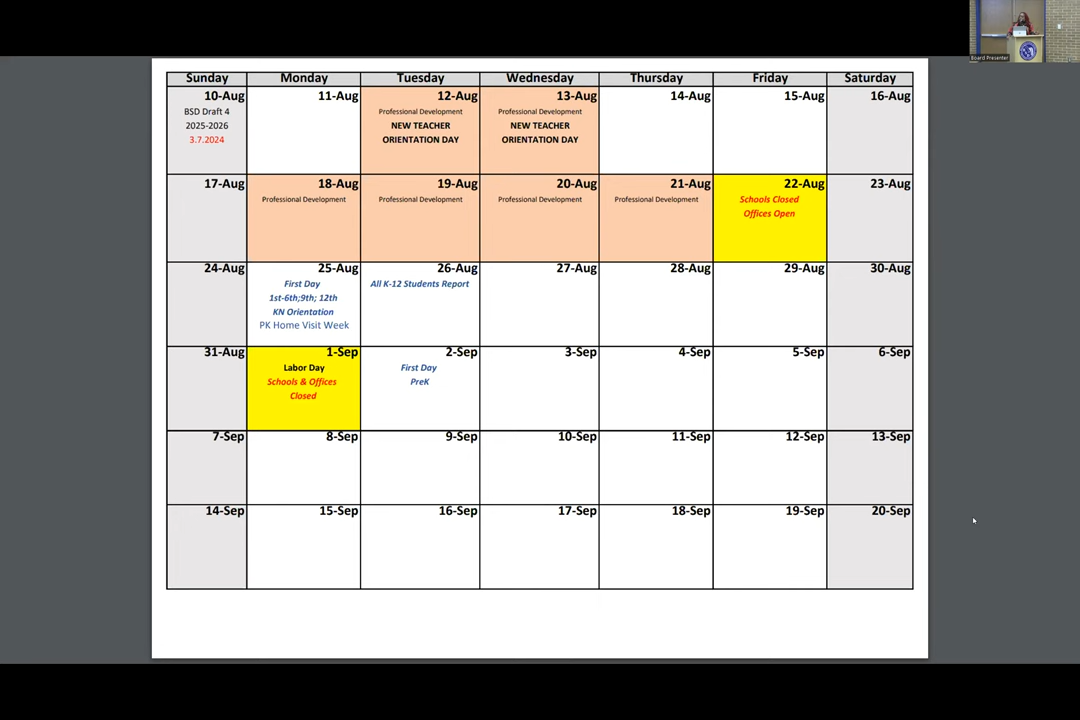 Board Presenter
Sunday Monday Tuesday Wednesday Thursday Friday Saturday
10-Aug 11-Aug 12-Aug 13-Aug 14-Aug 15-Aug 16-Aug
BSD Draft 4 Professional Development Professional Development
2025-2026 NEW TEACHER NEW TEACHER
3.7.2024 ORIENTATION DAY ORIENTATION DAY
17-Aug 18-Aug 19-Aug 20-Aug 21-Aug 22-Aug 23-Aug
Professional Development Professional Development Professional Development Professional Development Schools Closed
Offices Open
24-Aug 25-Aug 26-Aug 27-Aug 28-Aug 29-Aug 30-Aug
First Day All K-12 Students Report
1st-6th;9th; 12th
KN Orientation
PK Home Visit Week
31-Aug 1-Sep 2-Sep 3-Sep 4-Sep 5-Sep 6-Sep
Labor Day First Day
Schools & Offices PreK
Closed
7-Sep 8-Sep 9-Sep 10-Sep 11-Sep 12-Sep 13-Sep
14-Sep 15-Sep 16-Sep 17-Sep 18-Sep 19-Sep 20-Sep